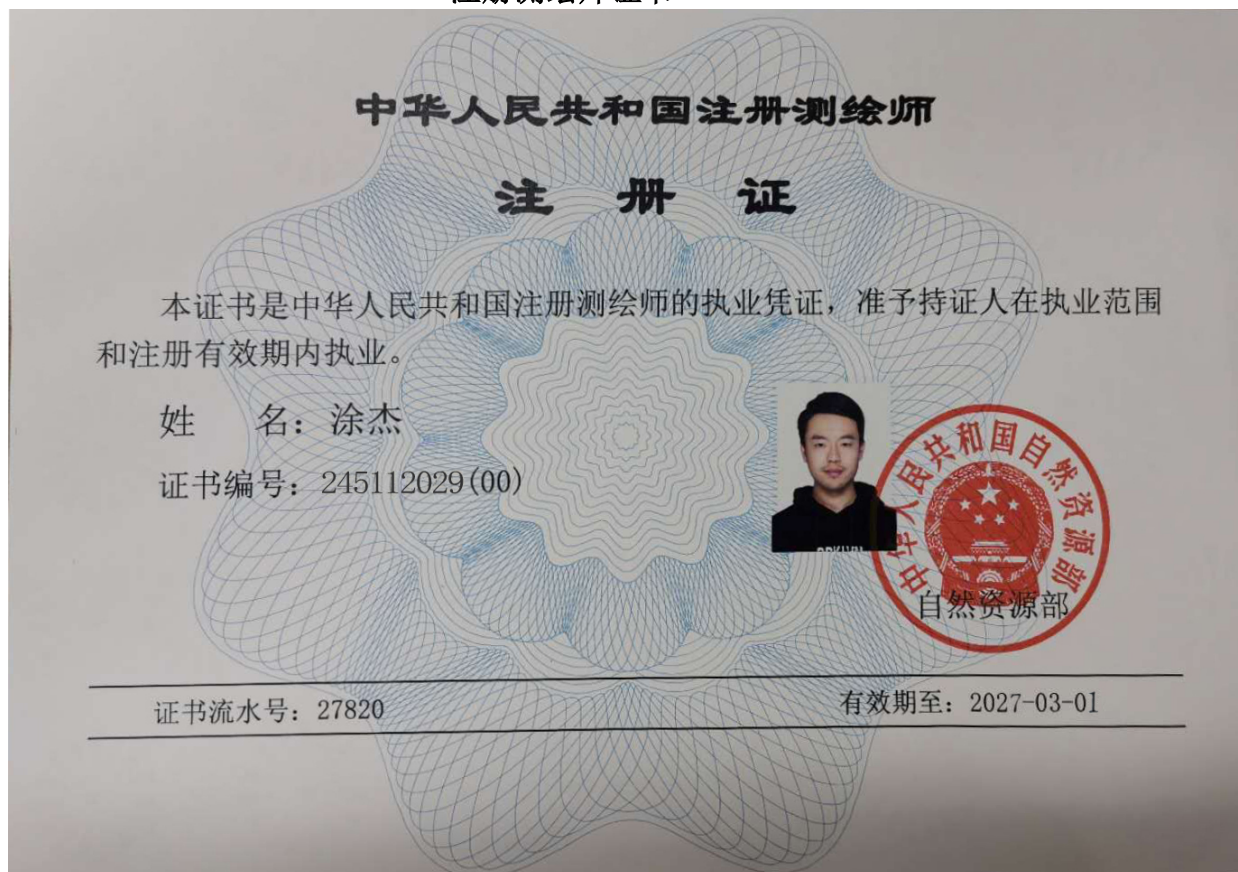 中华人民共和国注册测绘师
注册证
本证书是中华人民共和国注册测绘师的执业凭证，准予持证人在执业范围
和注册有效期内执业。
姓　　名：涂杰
证书编号：245112029(00)
中华人民共和国自然资源部
自然资源部
证书流水号：27820
有效期至：2027-03-01